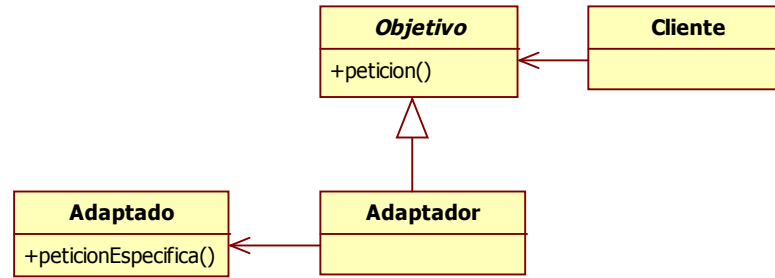 Objetivo
+peticion()
Cliente
Adaptado
+peticionEspecifica()
Adaptador